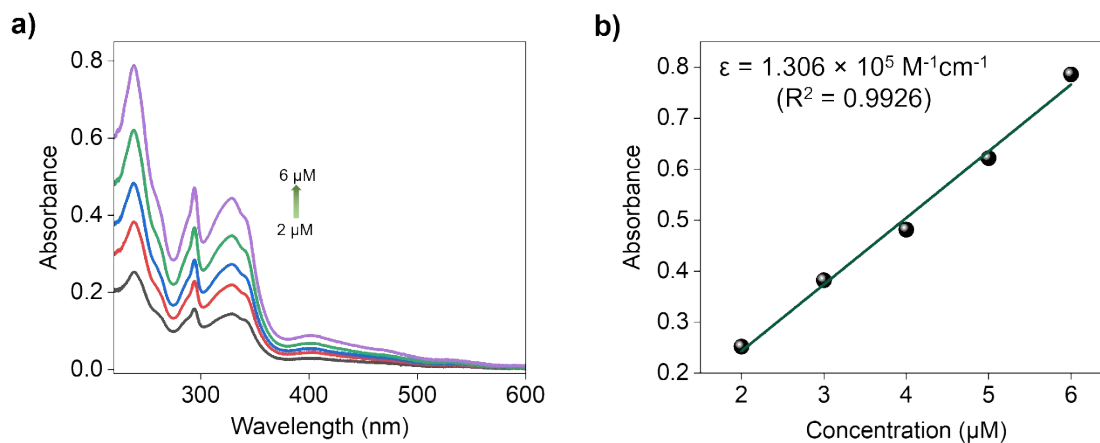 a)
0.8
0.6
0.4
0.2
0.0
Absorbance
6 µM
2 µM
300
400
500
600
Wavelength (nm)
b)
ε = 1.306 × 10⁵ M⁻¹cm⁻¹
(R² = 0.9926)
0.8
0.7
0.6
0.5
0.4
0.3
0.2
Absorbance
2
3
4
5
6
Concentration (µM)